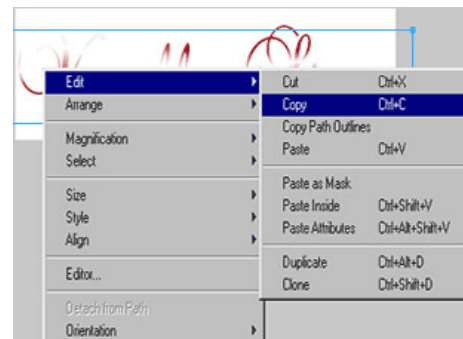 Edit
Arrange
Magnification
Select
Size
Style
Align
Editor...
Detach from Path
Orientation
Cut Ctrl+X
Copy Ctrl+C
Copy Path Outlines
Paste Ctrl+V
Paste as Mask
Paste Inside Ctrl+Shift+V
Paste Attributes Ctrl+Alt+Shift+V
Duplicate Ctrl+Alt+D
Clone Ctrl+Shift+D